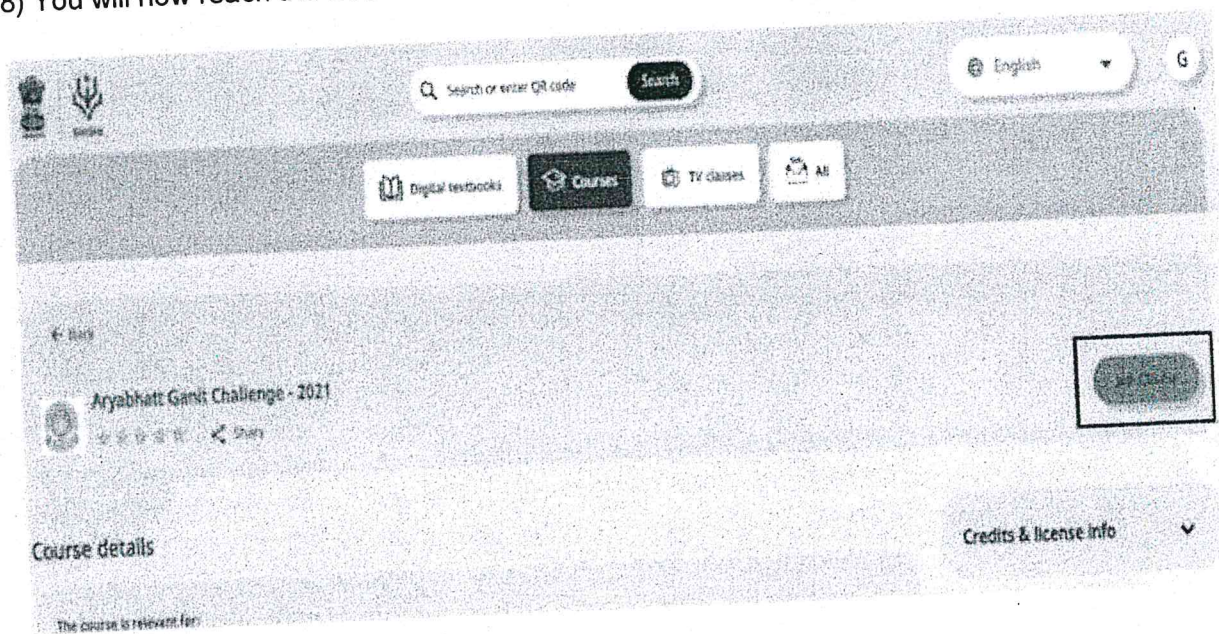 8) You will now reach
Search or enter QR code
Search
English
G
Digital textbooks
Courses
TV classes
All
← Back
Aryabhatt Ganit Challenge - 2021
Share
Course details
Credits & license info
The course is relevant for: